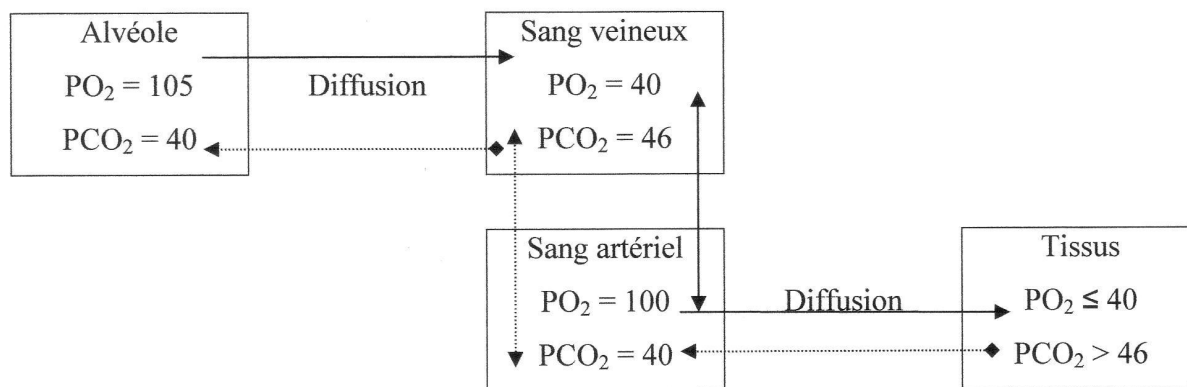 Alvéole
PO₂ = 105
PCO₂ = 40
Diffusion
Sang veineux
PO₂ = 40
PCO₂ = 46
Sang artériel
PO₂ = 100
PCO₂ = 40
Diffusion
Tissus
PO₂ ≤ 40
PCO₂ > 46